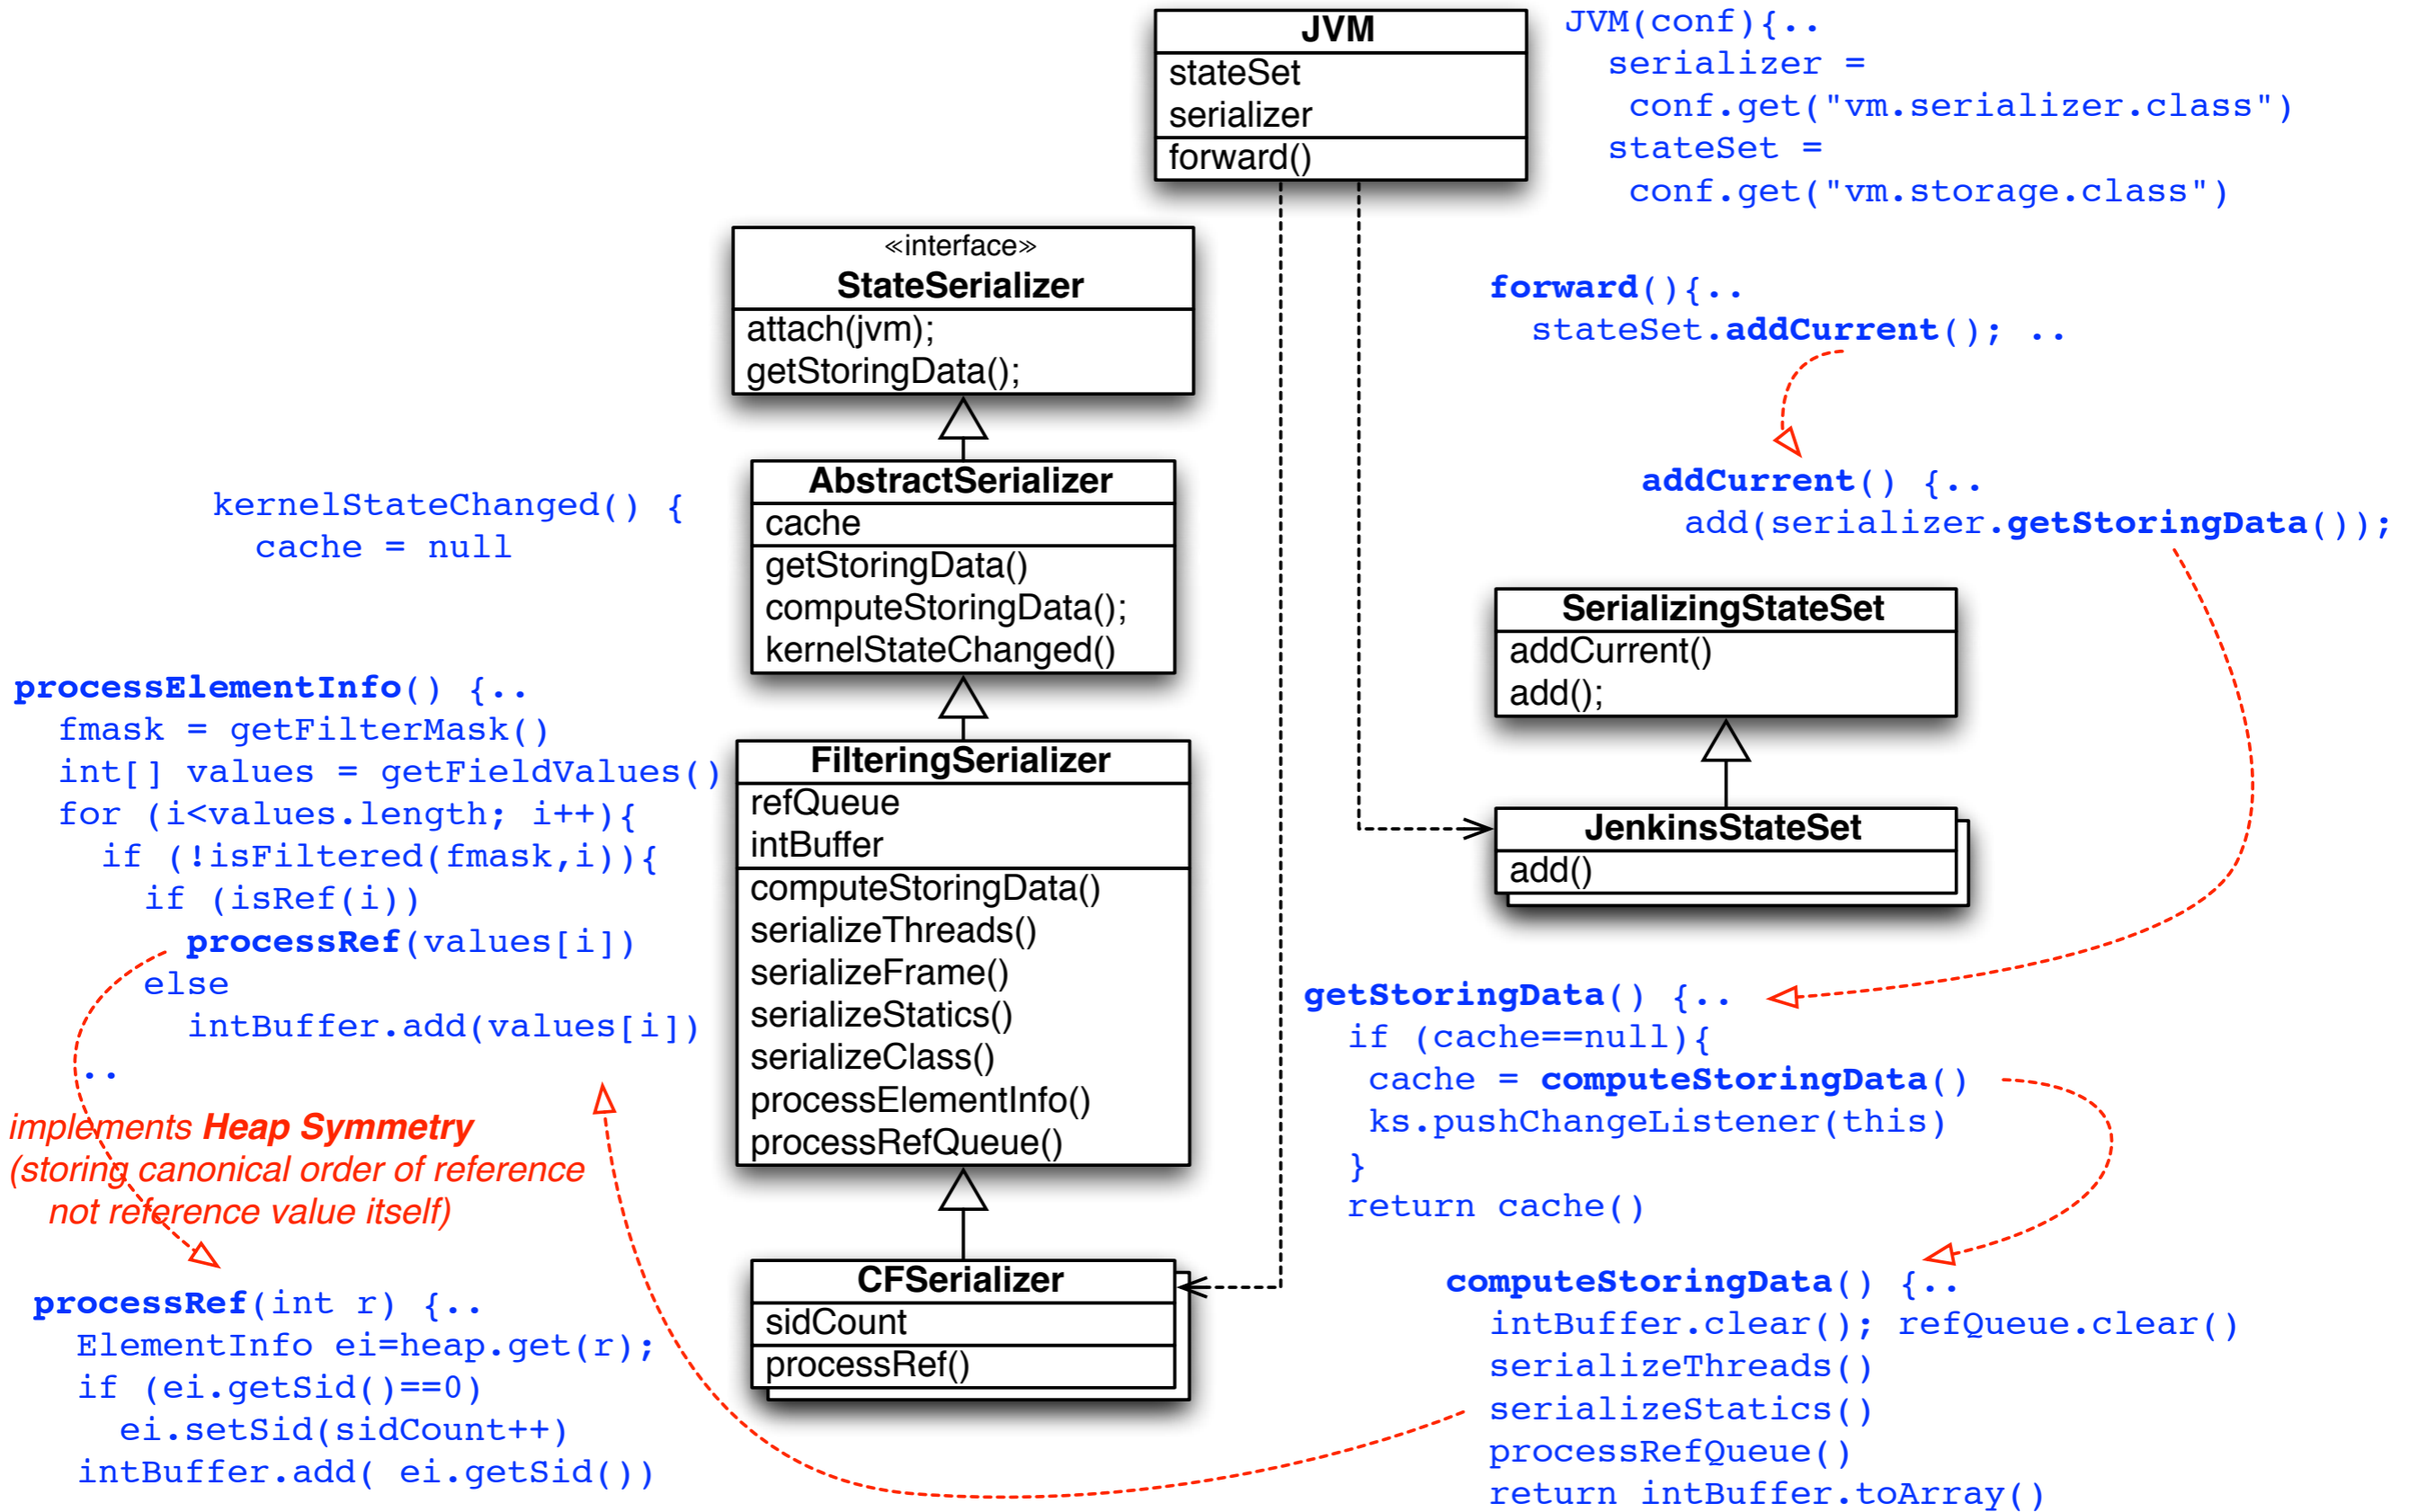 JVM
stateSet
serializer
forward()
JVM(conf){..
serializer =
conf.get("vm.serializer.class")
stateSet =
conf.get("vm.storage.class")
«interface»
StateSerializer
attach(jvm);
getStoringData();
forward(){..
stateSet.addCurrent(); ..
kernelStateChanged() {
cache = null
AbstractSerializer
cache
getStoringData()
computeStoringData();
kernelStateChanged()
addCurrent() {..
add(serializer.getStoringData());
SerializingStateSet
addCurrent()
add();
JenkinsStateSet
add()
processElementInfo() {..
fmask = getFilterMask()
int[] values = getFieldValues()
for (i<values.length; i++){
if (!isFiltered(fmask,i)){
if (isRef(i))
processRef(values[i])
else
intBuffer.add(values[i])
..
FilteringSerializer
refQueue
intBuffer
computeStoringData()
serializeThreads()
serializeFrame()
serializeStatics()
serializeClass()
processElementInfo()
processRefQueue()
getStoringData() {..
if (cache==null){
cache = computeStoringData()
ks.pushChangeListener(this)
}
return cache()
implements Heap Symmetry
(storing canonical order of reference
not reference value itself)
processRef(int r) {..
ElementInfo ei=heap.get(r);
if (ei.getSid()==0)
ei.setSid(sidCount++)
intBuffer.add( ei.getSid())
CFSerializer
sidCount
processRef()
computeStoringData() {..
intBuffer.clear(); refQueue.clear()
serializeThreads()
serializeStatics()
processRefQueue()
return intBuffer.toArray()